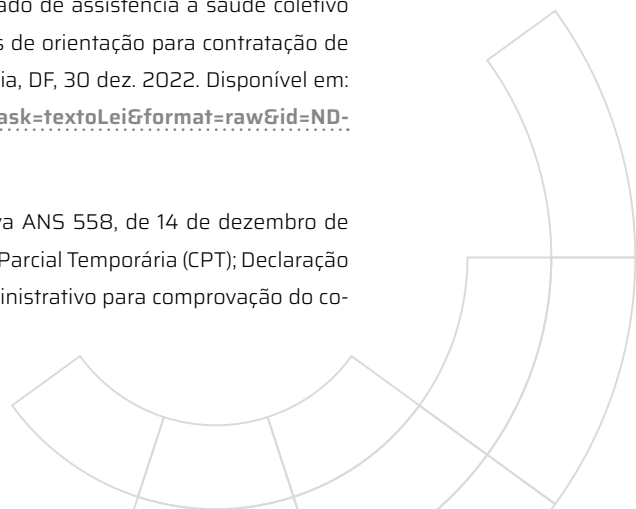 ado de assistência à saúde coletivo
s de orientação para contratação de
ia, DF, 30 dez. 2022. Disponível em:
ask=textoLei&format=raw&id=ND-
va ANS 558, de 14 de dezembro de
Parcial Temporária (CPT); Declaração
ministrativo para comprovação do co-